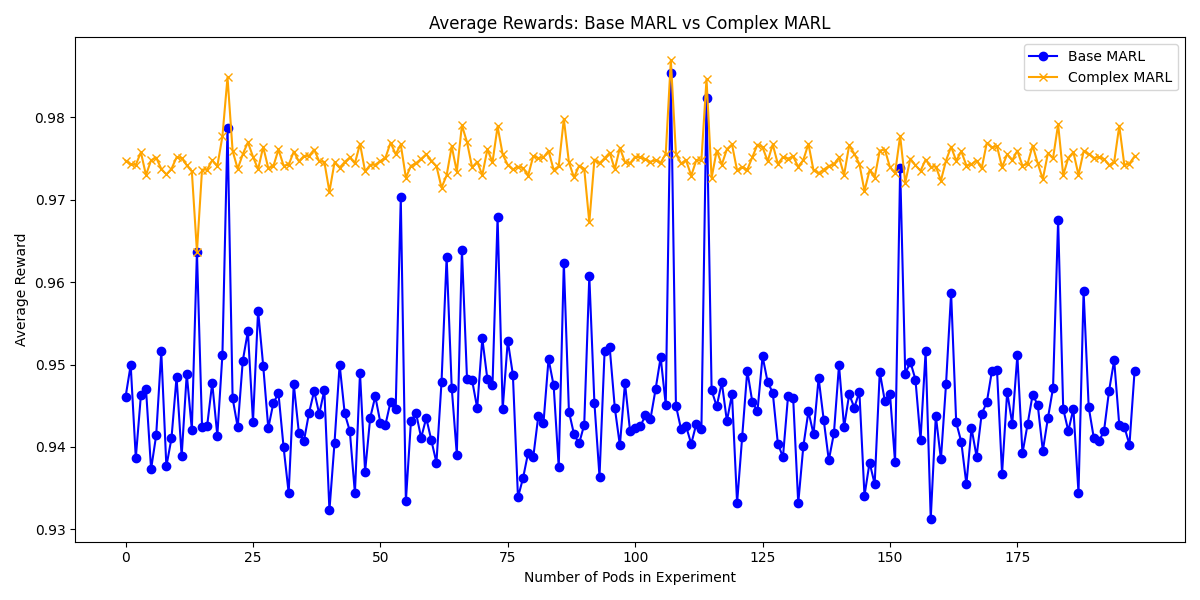 Average Rewards: Base MARL vs Complex MARL
Base MARL
Complex MARL
Average Reward
0.98
0.97
0.96
0.95
0.94
0.93
0 25 50 75 100 125 150 175
Number of Pods in Experiment